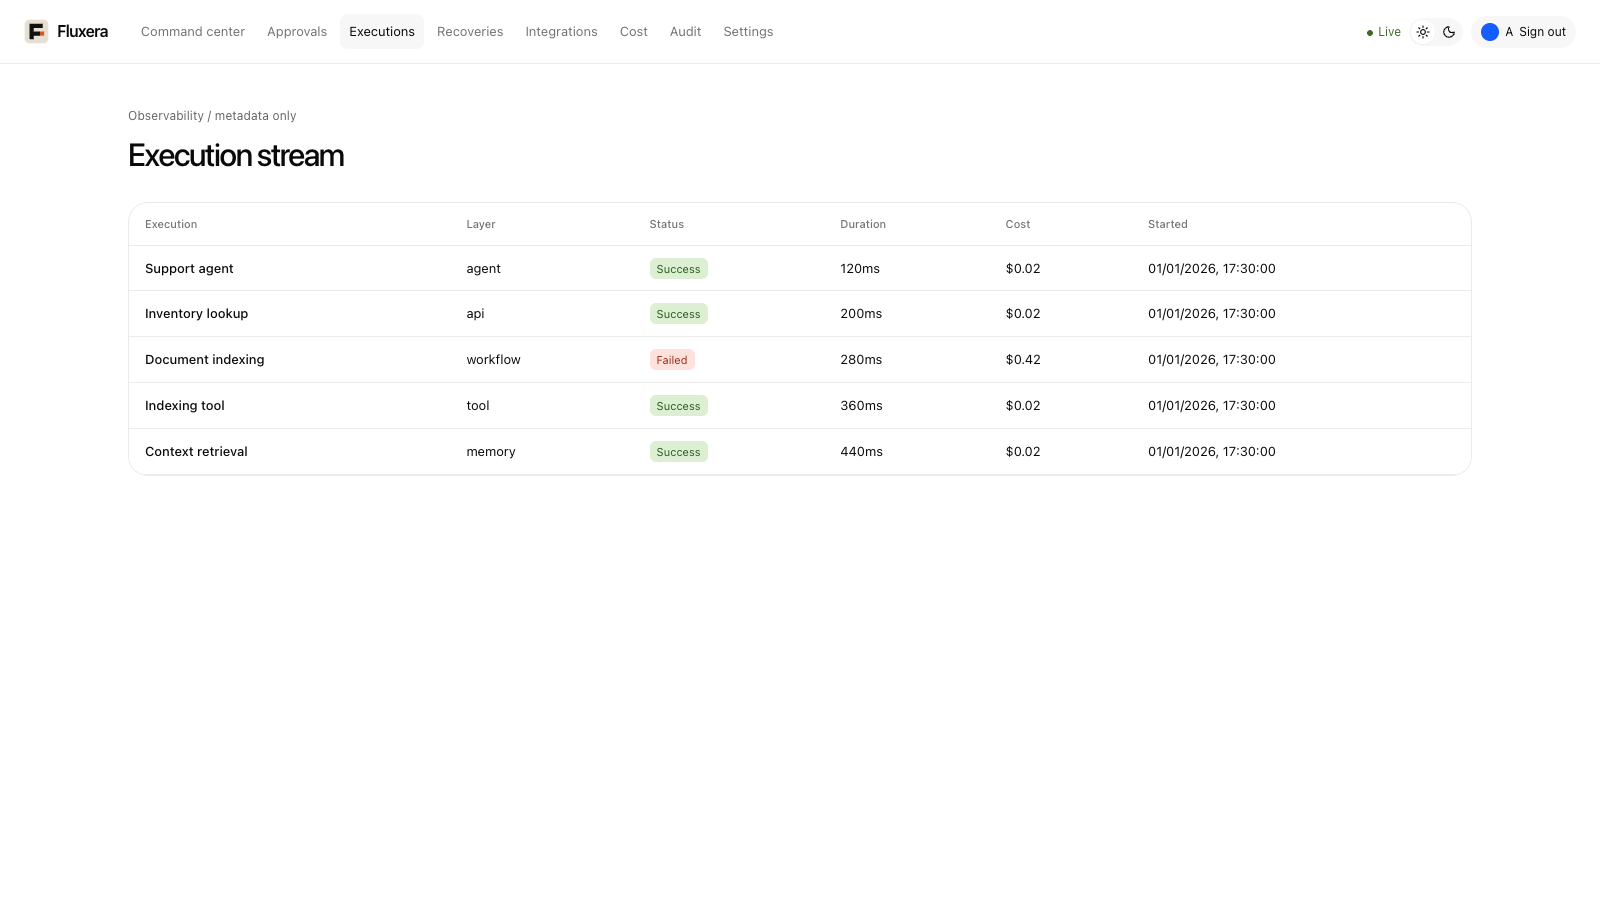 Fluxera Command center Approvals Executions Recoveries Integrations Cost Audit Settings Live A Sign out
Observability / metadata only
Execution stream
Execution Layer Status Duration Cost Started
Support agent agent Success 120ms $0.02 01/01/2026, 17:30:00
Inventory lookup api Success 200ms $0.02 01/01/2026, 17:30:00
Document indexing workflow Failed 280ms $0.42 01/01/2026, 17:30:00
Indexing tool tool Success 360ms $0.02 01/01/2026, 17:30:00
Context retrieval memory Success 440ms $0.02 01/01/2026, 17:30:00